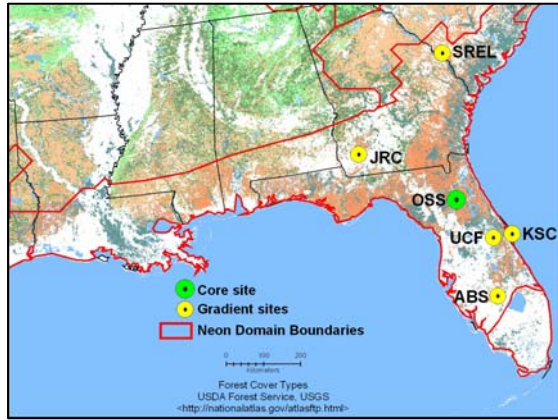 SREL
JRC
OSS
UCF
KSC
ABS
Core site
Gradient sites
Neon Domain Boundaries
0 100 200
Kilometers
Forest Cover Types
USDA Forest Service, USGS
<http://nationalatlas.gov/atlasftp.html>